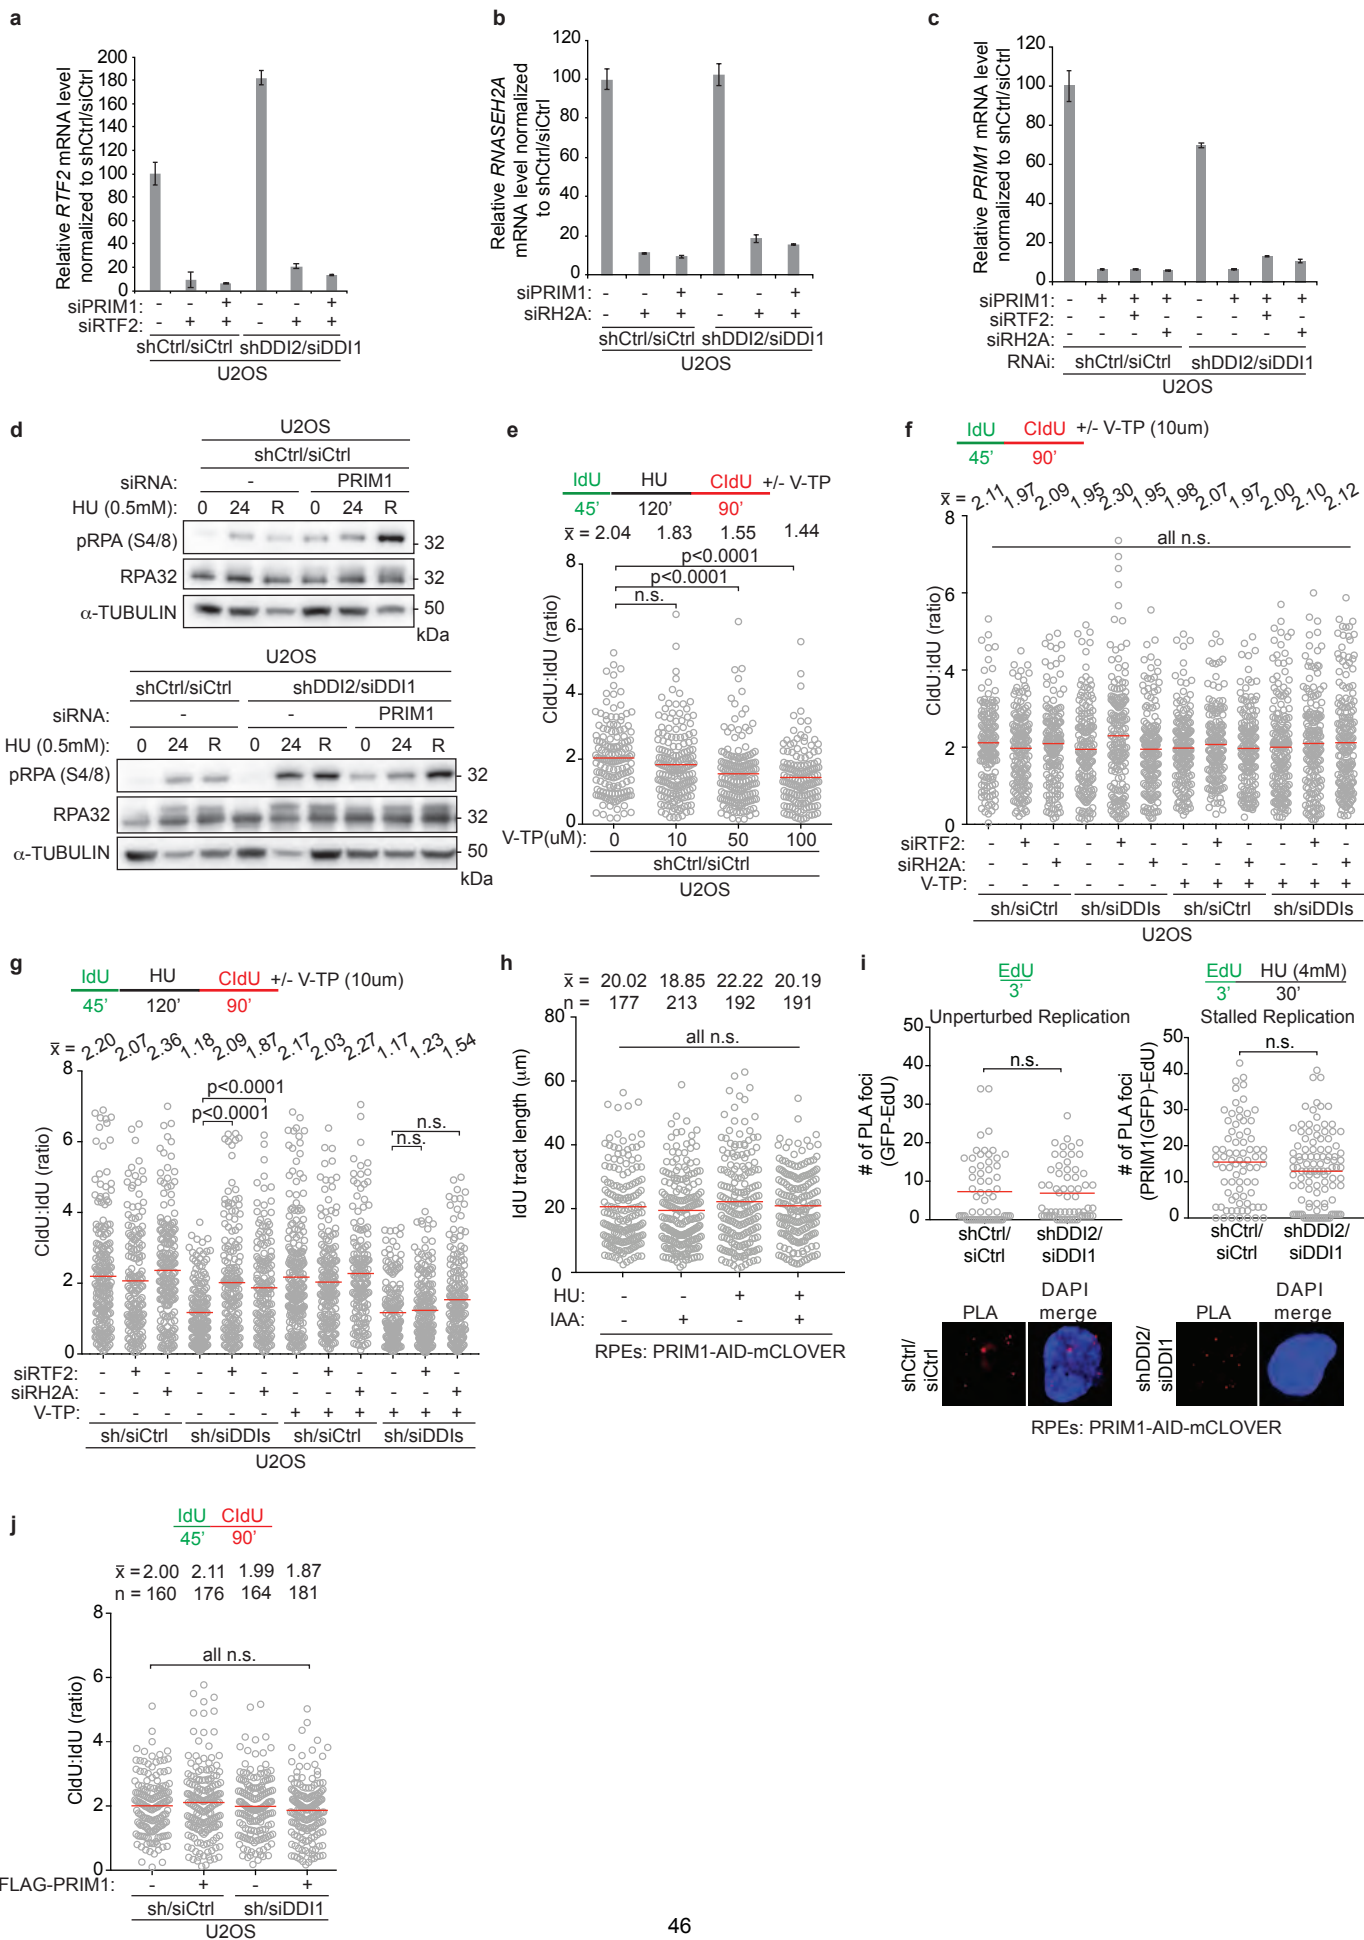 a
Relative RTF2 mRNA level
normalized to shCtrl/siCtrl
200
180
160
140
120
100
80
60
40
20
0
siPRIM1: - - + - - +
siRTF2: - + + - + +
shCtrl/siCtrl shDDI2/siDDI1
U2OS
b
Relative RNASEH2A
mRNA level normalized
to shCtrl/siCtrl
120
100
80
60
40
20
0
siPRIM1: - - + - - +
siRH2A: - + + - + +
shCtrl/siCtrl shDDI2/siDDI1
U2OS
c
Relative PRIM1 mRNA level
normalized to shCtrl/siCtrl
120
100
80
60
40
20
0
siPRIM1: - + + + - + + +
siRTF2: - - + - - - + -
siRH2A: - - - + - - - +
RNAi: shCtrl/siCtrl shDDI2/siDDI1
U2OS
d
U2OS
shCtrl/siCtrl
siRNA: - PRIM1
HU (0.5mM): 0 24 R 0 24 R
pRPA (S4/8) - 32
RPA32 - 32
α-TUBULIN - 50
kDa
U2OS
shCtrl/siCtrl shDDI2/siDDI1
siRNA: - - PRIM1
HU (0.5mM): 0 24 R 0 24 R 0 24 R
pRPA (S4/8) - 32
RPA32 - 32
α-TUBULIN - 50
kDa
e
IdU HU CldU +/- V-TP
45' 120' 90'
x̅ = 2.04 1.83 1.55 1.44
p<0.0001
p<0.0001
n.s.
CldU:IdU (ratio)
8
6
4
2
0
V-TP(uM): 0 10 50 100
shCtrl/siCtrl
U2OS
f
IdU CldU +/- V-TP (10um)
45' 90'
x̅ = 2.11 1.97 2.09 1.95 2.30 1.95 1.98 2.07 1.97 2.00 2.10 2.12
all n.s.
CldU:IdU (ratio)
8
6
4
2
0
siRTF2: - + - - + - - + - - + -
siRH2A: - - + - - + - - + - - +
V-TP: - - - - - - + + + + + +
sh/siCtrl sh/siDDIs sh/siCtrl sh/siDDIs
U2OS
g
IdU HU CldU +/- V-TP (10um)
45' 120' 90'
x̅ = 2.20 2.07 2.36 1.18 2.09 1.87 2.17 2.03 2.27 1.17 1.23 1.54
p<0.0001
p<0.0001
n.s.
n.s.
CldU:IdU (ratio)
8
6
4
2
0
siRTF2: - + - - + - - + - - + -
siRH2A: - - + - - + - - + - - +
V-TP: - - - - - - + + + + + +
sh/siCtrl sh/siDDIs sh/siCtrl sh/siDDIs
U2OS
h
x̅ = 20.02 18.85 22.22 20.19
n = 177 213 192 191
all n.s.
IdU tract length (μm)
80
60
40
20
0
HU: - - + +
IAA: - + - +
RPEs: PRIM1-AID-mCLOVER
i
EdU
3'
Unperturbed Replication
n.s.
# of PLA foci
(GFP-EdU)
50
40
30
20
10
0
shCtrl/
siCtrl
shDDI2/
siDDI1
EdU HU (4mM)
3' 30'
Stalled Replication
n.s.
# of PLA foci
(PRIM1(GFP)-EdU)
50
40
30
20
10
0
shCtrl/
siCtrl
shDDI2/
siDDI1
PLA
DAPI
merge
shCtrl/
siCtrl
PLA
DAPI
merge
shDDI2/
siDDI1
RPEs: PRIM1-AID-mCLOVER
j
IdU CldU
45' 90'
x̅ = 2.00 2.11 1.99 1.87
n = 160 176 164 181
all n.s.
CldU:IdU (ratio)
8
6
4
2
0
FLAG-PRIM1: - + - +
sh/siCtrl sh/siDDI1
U2OS
46